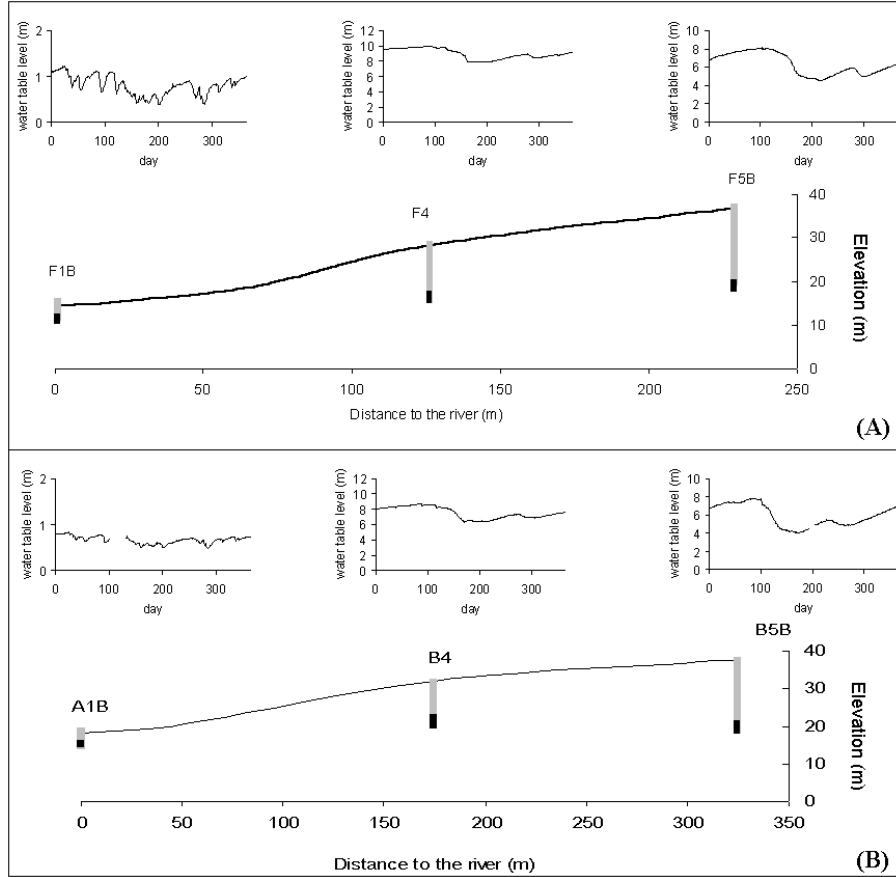 water table level (m)
2
1
0
0 100 200 300
day
water table level (m)
12
10
8
6
4
2
0
0 100 200 300
day
water table level (m)
10
8
6
4
2
0
0 100 200 300
day
F1B
F4
F5B
40
30
20
10
0
Elevation (m)
0 50 100 150 200 250
Distance to the river (m)
(A)
water table level (m)
2
1
0
0 100 200 300
day
water table level (m)
12
10
8
6
4
2
0
0 100 200 300
day
water table level (m)
10
8
6
4
2
0
0 100 200 300
day
A1B
B4
B5B
40
30
20
10
0
Elevation (m)
0 50 100 150 200 250 300 350
Distance to the river (m)
(B)